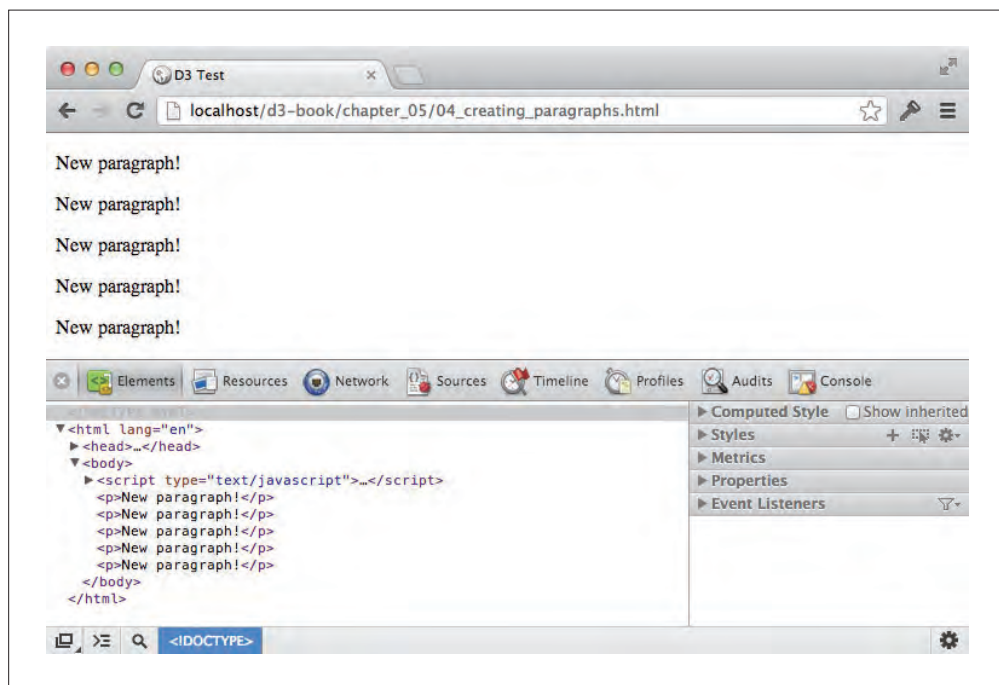 D3 Test
localhost/d3-book/chapter_05/04_creating_paragraphs.html
New paragraph!
New paragraph!
New paragraph!
New paragraph!
New paragraph!
Elements Resources Network Sources Timeline Profiles Audits Console
<!DOCTYPE html>
▼<html lang="en">
▶<head>…</head>
▼<body>
▶<script type="text/javascript">…</script>
<p>New paragraph!</p>
<p>New paragraph!</p>
<p>New paragraph!</p>
<p>New paragraph!</p>
<p>New paragraph!</p>
</body>
</html>
▶ Computed Style Show inherited
▶ Styles
▶ Metrics
▶ Properties
▶ Event Listeners
<!DOCTYPE>